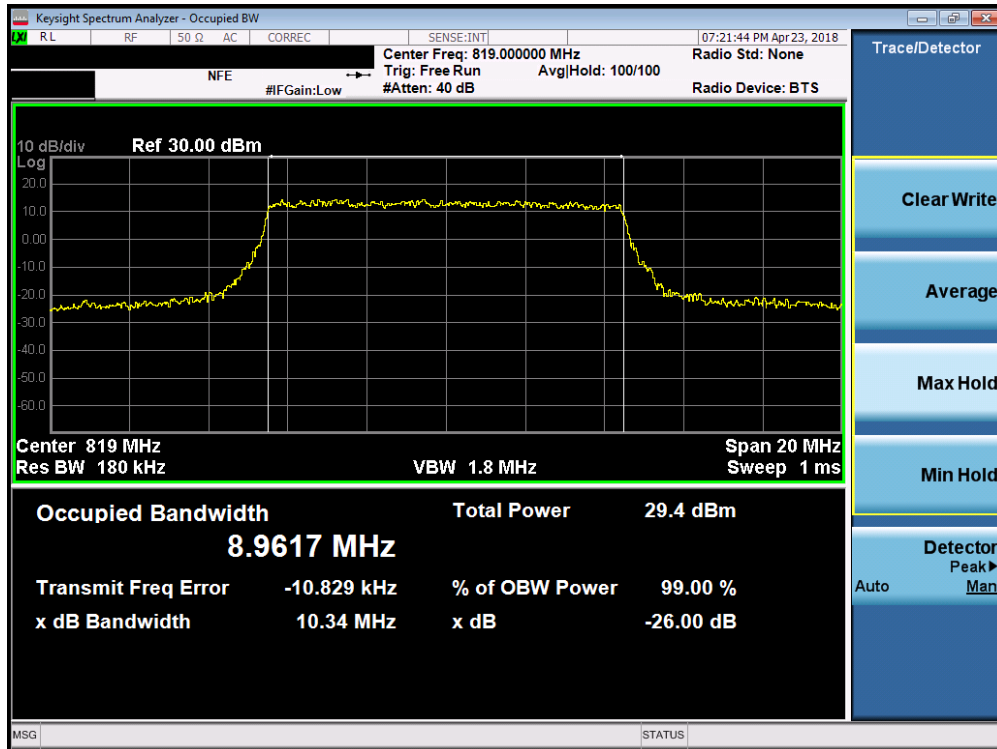 Keysight Spectrum Analyzer - Occupied BW
LXI RL RF 50 Ω AC CORREC SENSE:INT 07:21:44 PM Apr 23, 2018
Center Freq: 819.000000 MHz Radio Std: None
NFE Trig: Free Run Avg|Hold: 100/100
#IFGain:Low #Atten: 40 dB Radio Device: BTS
Trace/Detector
10 dB/div Ref 30.00 dBm
Log
20.0
10.0
0.00
-10.0
-20.0
-30.0
-40.0
-50.0
-60.0
Center 819 MHz Span 20 MHz
Res BW 180 kHz VBW 1.8 MHz Sweep 1 ms
Occupied Bandwidth Total Power 29.4 dBm
8.9617 MHz
Transmit Freq Error -10.829 kHz % of OBW Power 99.00 %
x dB Bandwidth 10.34 MHz x dB -26.00 dB
Clear Write
Average
Max Hold
Min Hold
Detector
Peak▶
Auto Man
MSG STATUS